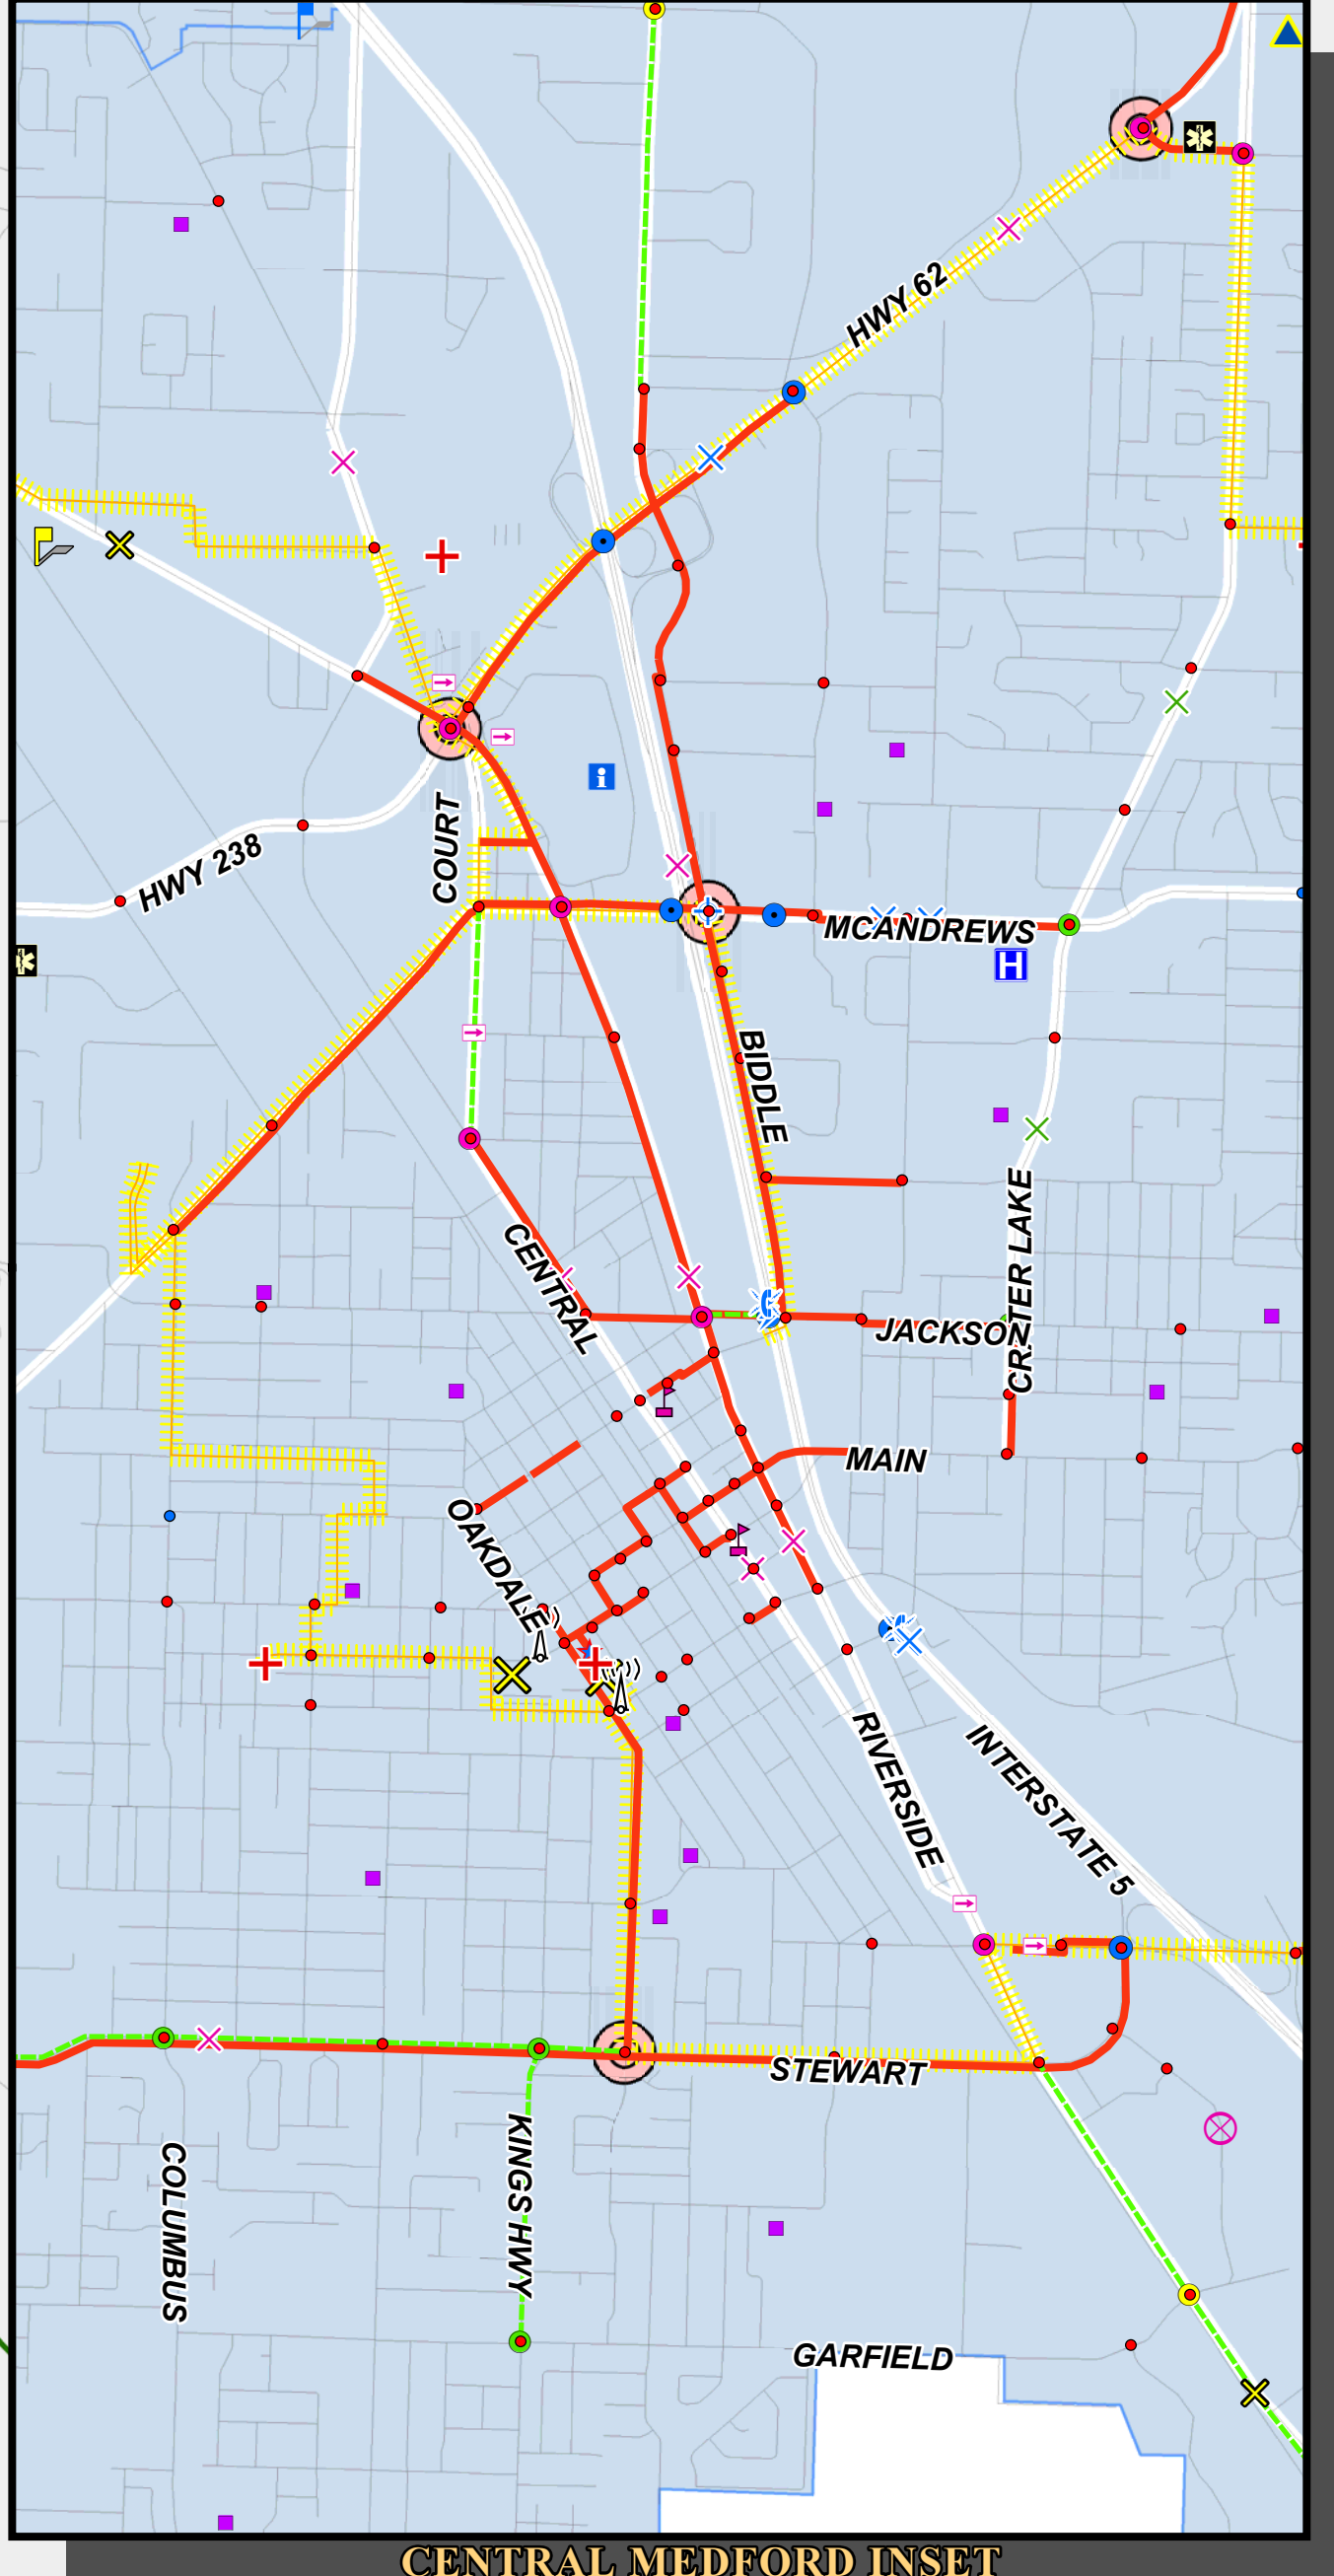 HWY 62
COURT
HWY 238
i
MCANDREWS
H
BIDDLE
CENTRAL
CRATER LAKE
JACKSON
MAIN
OAKDALE
RIVERSIDE
INTERSTATE 5
STEWART
COLUMBUS
KINGS HWY
GARFIELD
CENTRAL MEDFORD INSET